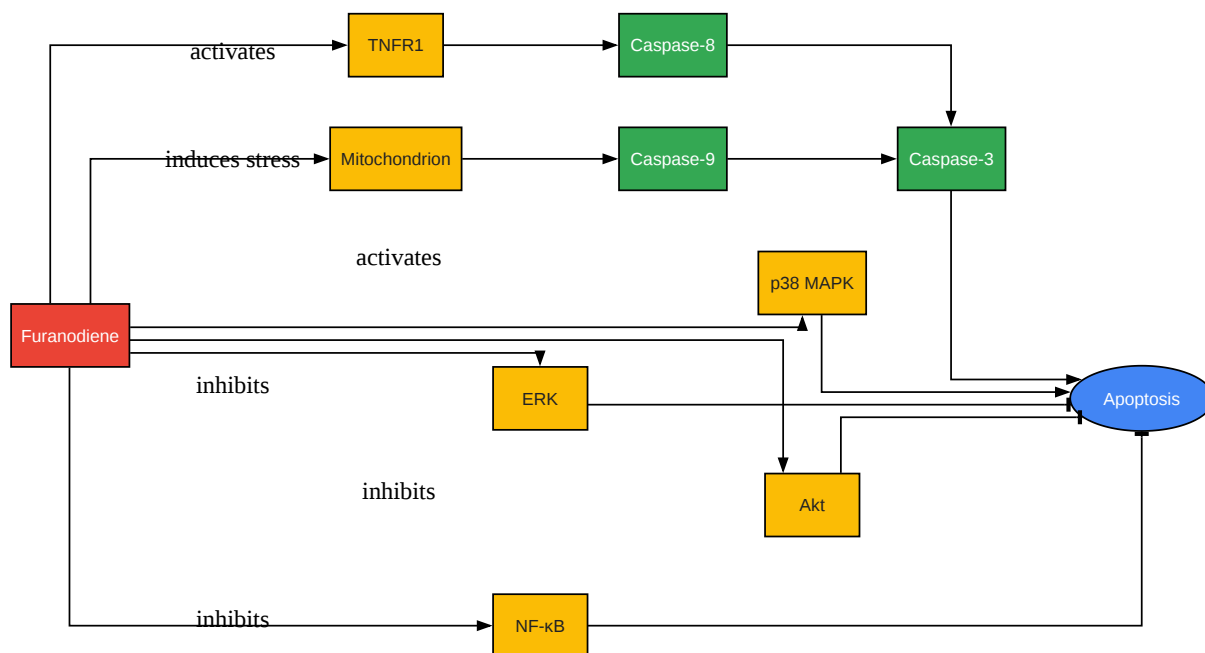 activates
TNFR1
Caspase-8
induces stress
Mitochondrion
Caspase-9
Caspase-3
activates
p38 MAPK
Furanodiene
inhibits
ERK
Apoptosis
inhibits
Akt
inhibits
NF-κB